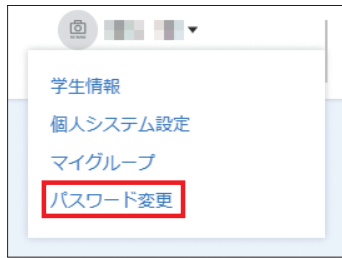 学生情報
個人システム設定
マイグループ
パスワード変更